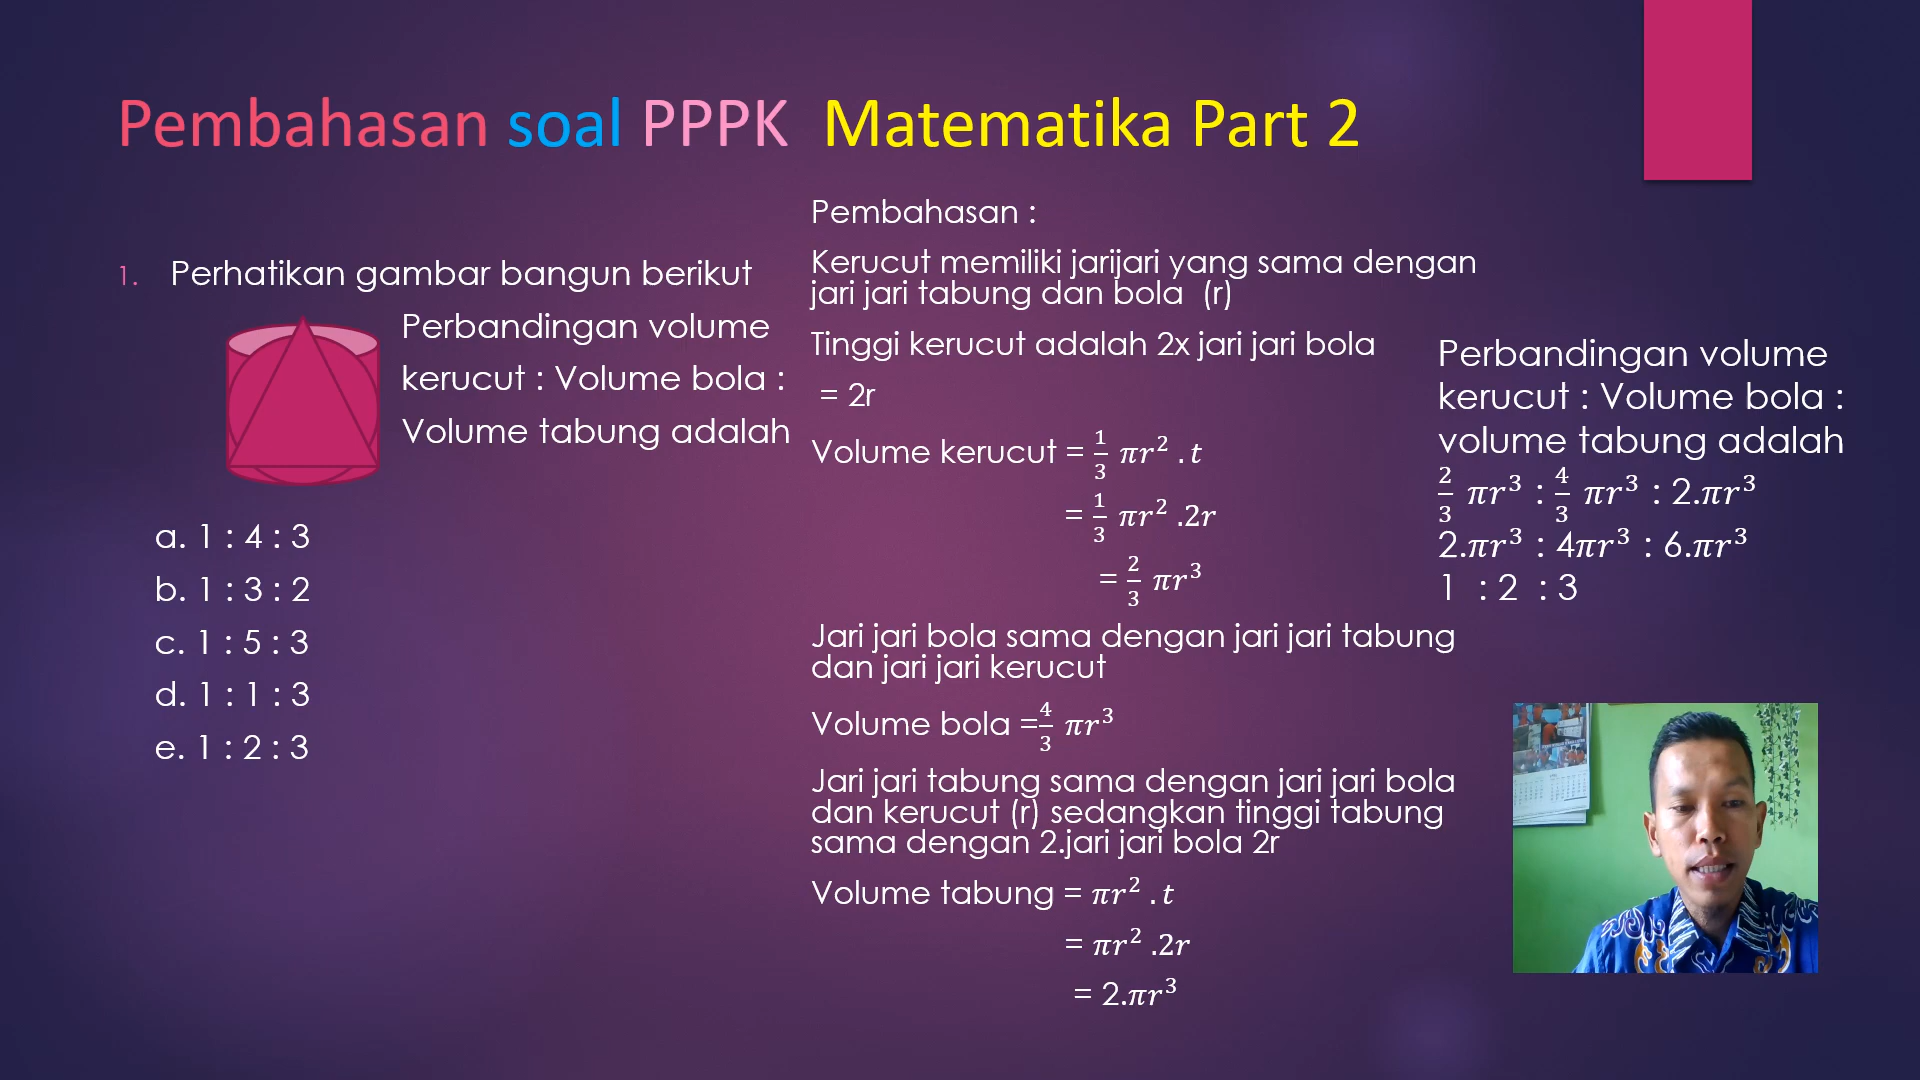 Pembahasan soal PPPK Matematika Part 2
1. Perhatikan gambar bangun berikut
Perbandingan volume
kerucut : Volume bola :
Volume tabung adalah
a. 1 : 4 : 3
b. 1 : 3 : 2
c. 1 : 5 : 3
d. 1 : 1 : 3
e. 1 : 2 : 3
Pembahasan :
Kerucut memiliki jarijari yang sama dengan
jari jari tabung dan bola (r)
Tinggi kerucut adalah 2x jari jari bola
= 2r
Volume kerucut = 1/3 πr² . t
= 1/3 πr² .2r
= 2/3 πr³
Jari jari bola sama dengan jari jari tabung
dan jari jari kerucut
Volume bola =4/3 πr³
Jari jari tabung sama dengan jari jari bola
dan kerucut (r) sedangkan tinggi tabung
sama dengan 2.jari jari bola 2r
Volume tabung = πr² . t
= πr² .2r
= 2.πr³
Perbandingan volume
kerucut : Volume bola :
volume tabung adalah
2/3 πr³ : 4/3 πr³ : 2.πr³
2.πr³ : 4πr³ : 6.πr³
1 : 2 : 3